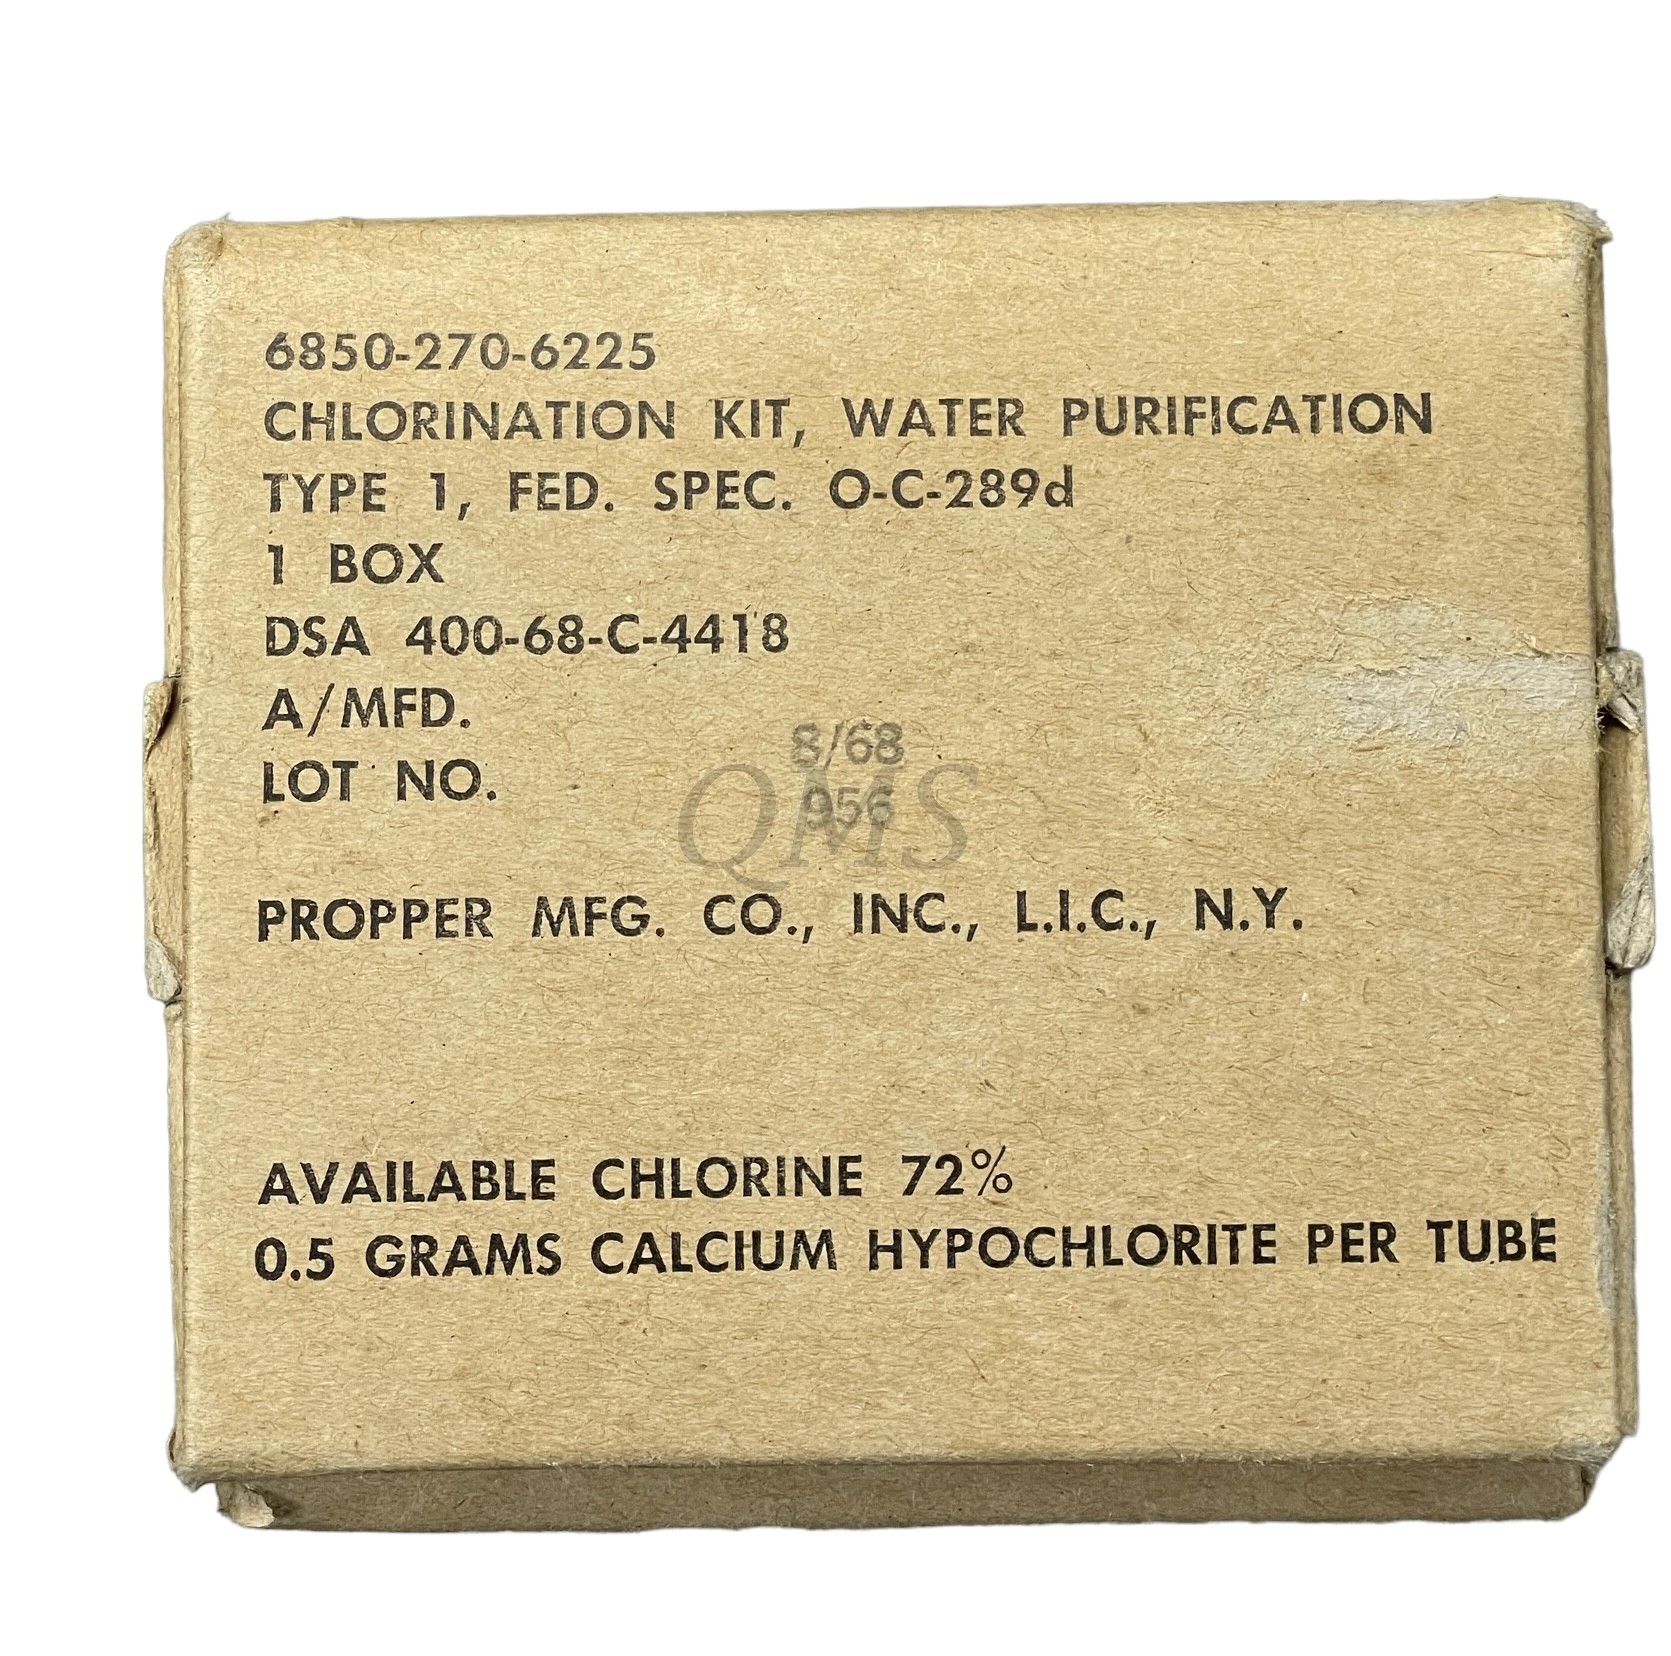 6850-270-6225
CHLORINATION KIT, WATER PURIFICATION
TYPE 1, FED. SPEC. O-C-289d
1 BOX
DSA 400-68-C-4418
A/MFD. 8/68
LOT NO. 956
QMS
PROPPER MFG. CO., INC., L.I.C., N.Y.
AVAILABLE CHLORINE 72%
0.5 GRAMS CALCIUM HYPOCHLORITE PER TUBE